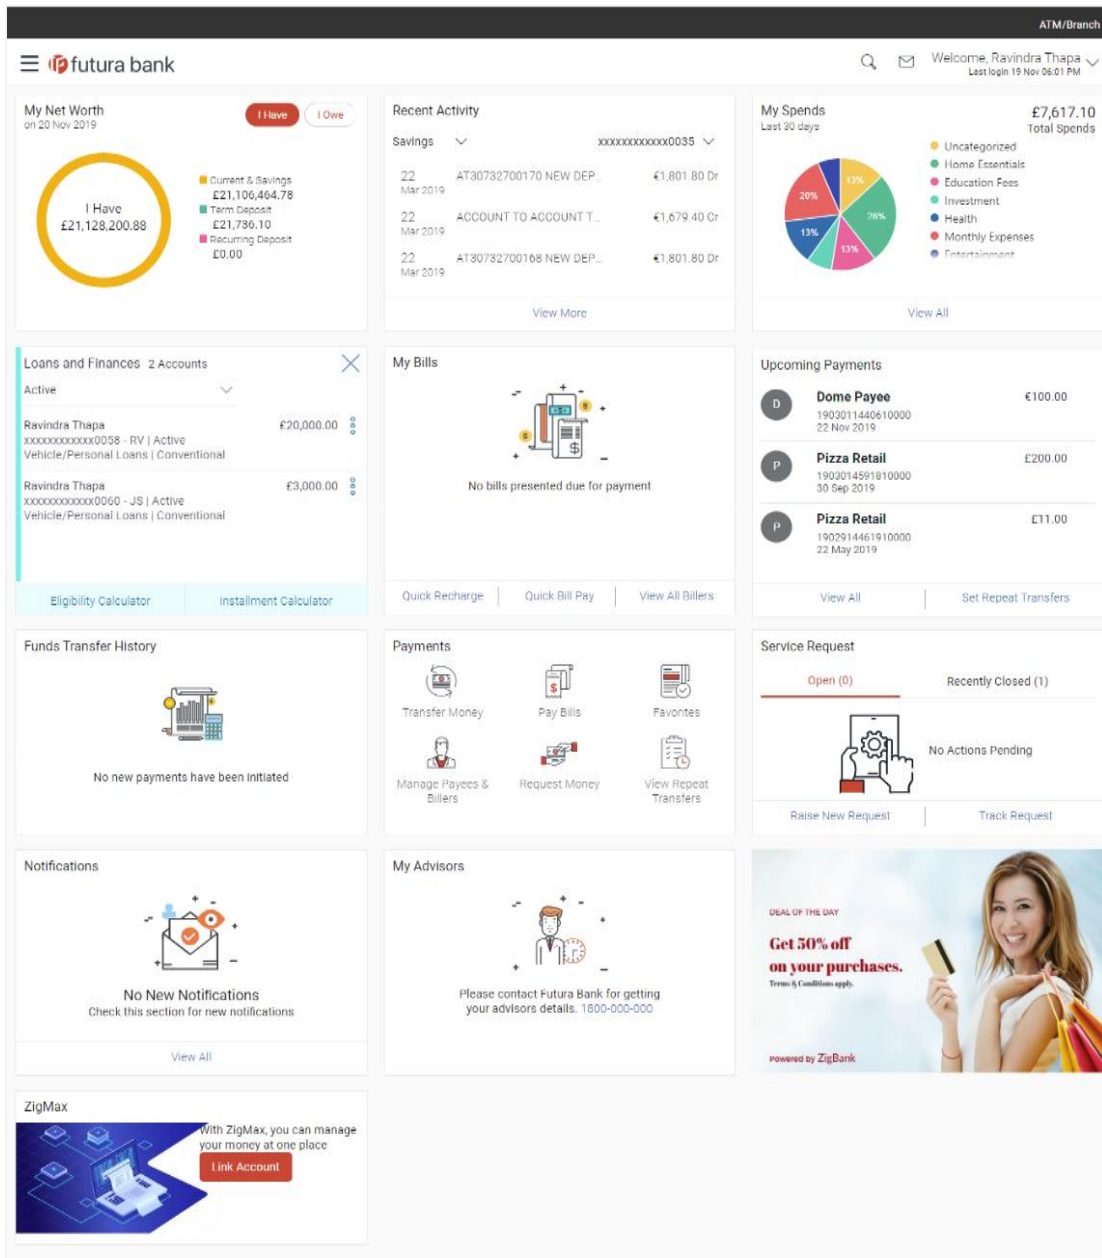 ATM/Branch
futura bank
Welcome, Ravindra Thapa
Last login 19 Nov 06:01 PM
My Net Worth
on 20 Nov 2019
I Have
I Owe
I Have
£21,128,200.88
Current & Savings
£21,106,464.78
Term Deposit
£21,736.10
Recurring Deposit
£0.00
Recent Activity
Savings
xxxxxxxxxxxx0035
22
Mar 2019
AT30732700170 NEW DEP...
€1,801.80 Dr
22
Mar 2019
ACCOUNT TO ACCOUNT T...
€1,679.40 Cr
22
Mar 2019
AT30732700168 NEW DEP...
€1,801.80 Dr
View More
My Spends
Last 30 days
£7,617.10
Total Spends
13%
26%
13%
13%
20%
Uncategorized
Home Essentials
Education Fees
Investment
Health
Monthly Expenses
Entertainment
View All
Loans and Finances 2 Accounts
Active
Ravindra Thapa
£20,000.00
xxxxxxxxxxxx0058 - RV | Active
Vehicle/Personal Loans | Conventional
Ravindra Thapa
£3,000.00
xxxxxxxxxxxx0060 - JS | Active
Vehicle/Personal Loans | Conventional
Eligibility Calculator
Installment Calculator
My Bills
No bills presented due for payment
Quick Recharge
Quick Bill Pay
View All Billers
Upcoming Payments
D
Dome Payee
€100.00
1903011440610000
22 Nov 2019
P
Pizza Retail
£200.00
1903014591810000
30 Sep 2019
P
Pizza Retail
£11.00
1902914461910000
22 May 2019
View All
Set Repeat Transfers
Funds Transfer History
No new payments have been initiated
Payments
Transfer Money
Pay Bills
Favorites
Manage Payees &
Billers
Request Money
View Repeat
Transfers
Service Request
Open (0)
Recently Closed (1)
No Actions Pending
Raise New Request
Track Request
Notifications
No New Notifications
Check this section for new notifications
View All
My Advisors
Please contact Futura Bank for getting
your advisors details. 1800-000-000
DEAL OF THE DAY
Get 50% off
on your purchases.
Terms & Conditions apply.
Powered by ZigBank
ZigMax
With ZigMax, you can manage
your money at one place
Link Account